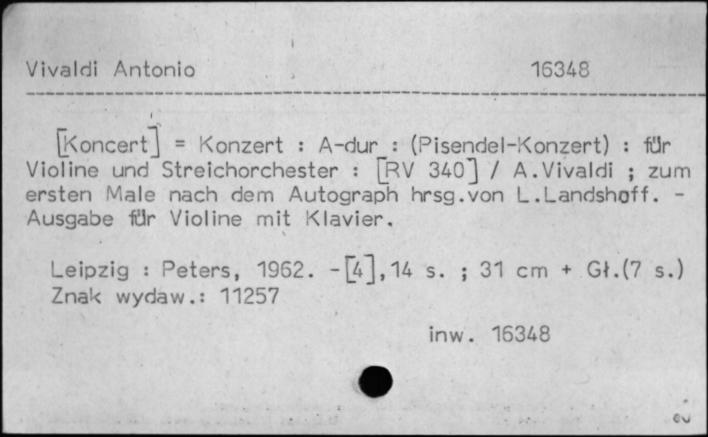 Vivaldi Antonio 16348
[Koncert] = Konzert : A-dur : (Pisendel-Konzert) : für
Violine und Streichorchester : [RV 340] / A.Vivaldi ; zum
ersten Male nach dem Autograph hrsg.von L.Landshoff. -
Ausgabe für Violine mit Klavier.
Leipzig : Peters, 1962. -[4],14 s. ; 31 cm + Gł.(7 s.)
Znak wydaw.: 11257
inw. 16348